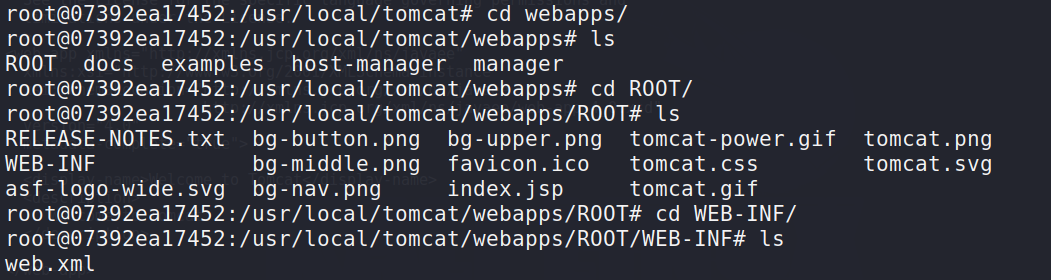 root@07392ea17452:/usr/local/tomcat# cd webapps/
root@07392ea17452:/usr/local/tomcat/webapps# ls
ROOT  docs  examples  host-manager  manager
root@07392ea17452:/usr/local/tomcat/webapps# cd ROOT/
root@07392ea17452:/usr/local/tomcat/webapps/ROOT# ls
RELEASE-NOTES.txt  bg-button.png  bg-upper.png  tomcat-power.gif  tomcat.png
WEB-INF            bg-middle.png  favicon.ico   tomcat.css        tomcat.svg
asf-logo-wide.svg  bg-nav.png     index.jsp     tomcat.gif
root@07392ea17452:/usr/local/tomcat/webapps/ROOT# cd WEB-INF/
root@07392ea17452:/usr/local/tomcat/webapps/ROOT/WEB-INF# ls
web.xml